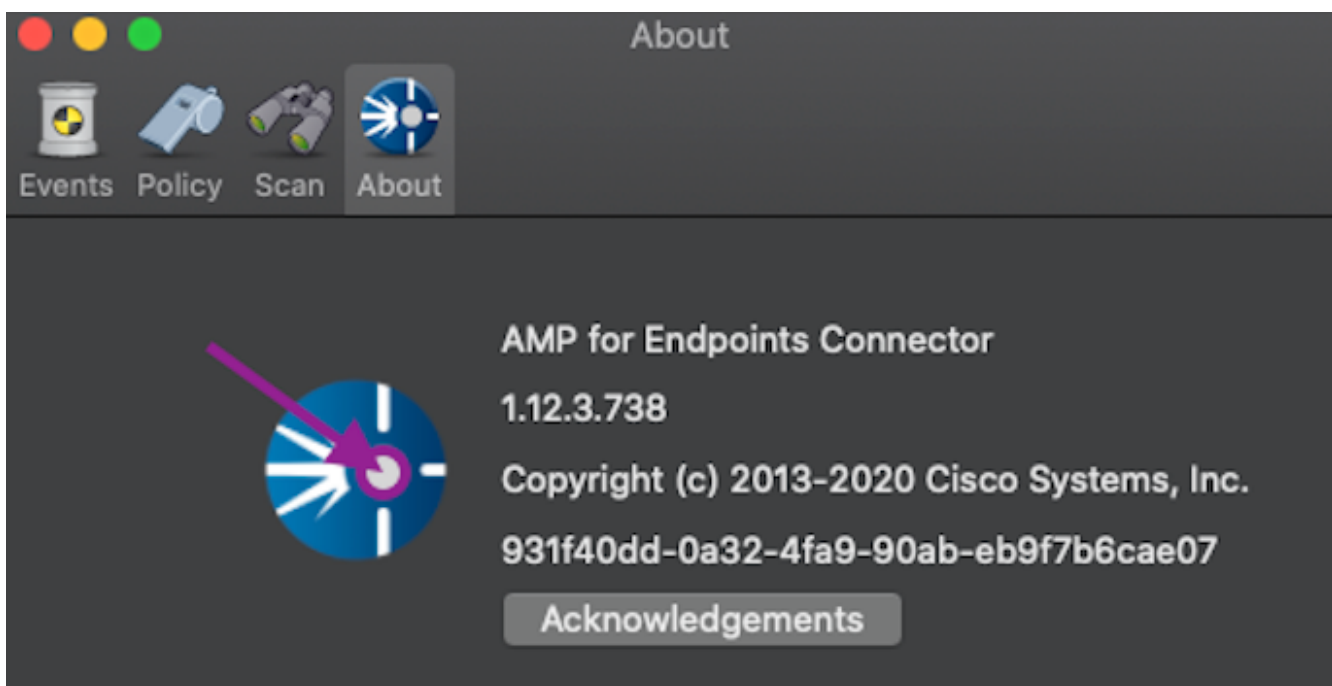 About
Events Policy Scan About
AMP for Endpoints Connector
1.12.3.738
Copyright (c) 2013-2020 Cisco Systems, Inc.
931f40dd-0a32-4fa9-90ab-eb9f7b6cae07
Acknowledgements